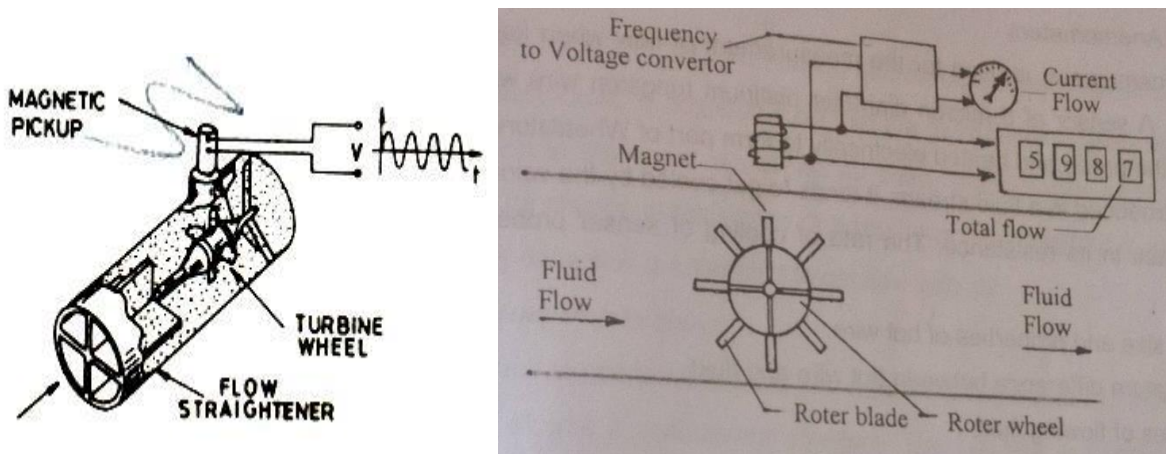 MAGNETIC
PICKUP
V
t
TURBINE
WHEEL
FLOW
STRAIGHTENER
Frequency
to Voltage convertor
Current
Flow
Magnet
5 9 8 7
Total flow
Fluid
Flow
Fluid
Flow
Roter blade
Roter wheel